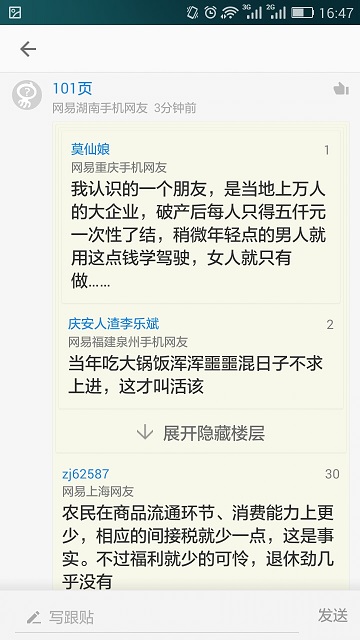 3G 2G 16:47
101页
网易湖南手机网友 3分钟前
莫仙娘 1
网易重庆手机网友
我认识的一个朋友，是当地上万人
的大企业，破产后每人只得五仟元
一次性了结，稍微年轻点的男人就
用这点钱学驾驶，女人就只有
做……
庆安人渣李乐斌 2
网易福建泉州手机网友
当年吃大锅饭浑浑噩噩混日子不求
上进，这才叫活该
展开隐藏楼层
zj62587 30
网易上海网友
农民在商品流通环节、消费能力上更
少，相应的间接税就少一点，这是事
实。不过福利就少的可怜，退休劲几
乎没有
写跟贴 发送